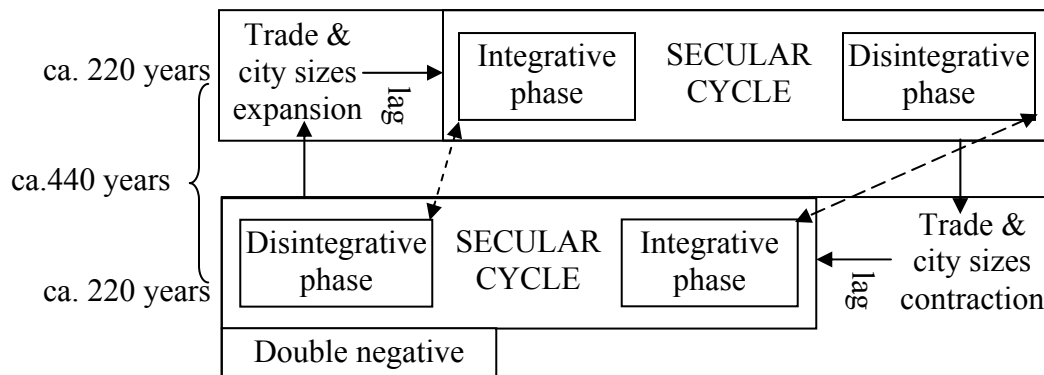 ca. 220 years
Trade &
city sizes
expansion
lag
Integrative
phase
SECULAR
CYCLE
Disintegrative
phase
ca.440 years
ca. 220 years
Disintegrative
phase
SECULAR
CYCLE
Integrative
phase
lag
Trade &
city sizes
contraction
Double negative